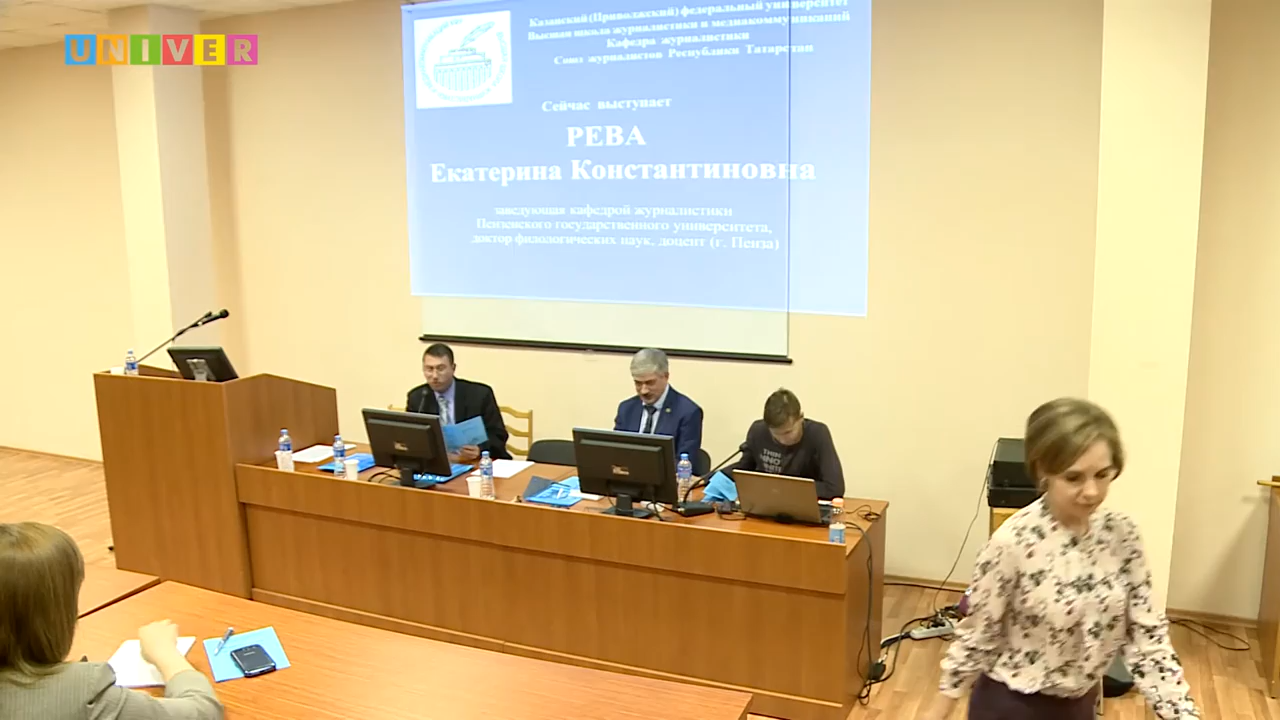 UNIVER
Казанский (Приволжский) федеральный университет
Высшая школа журналистики и медиакоммуникаций
Кафедра журналистики
Союз журналистов Республики Татарстан
Сейчас выступает
РЕВА
Екатерина Константиновна
заведующая кафедрой журналистики
Пензенского государственного университета,
доктор филологических наук, доцент (г. Пенза)
THIN